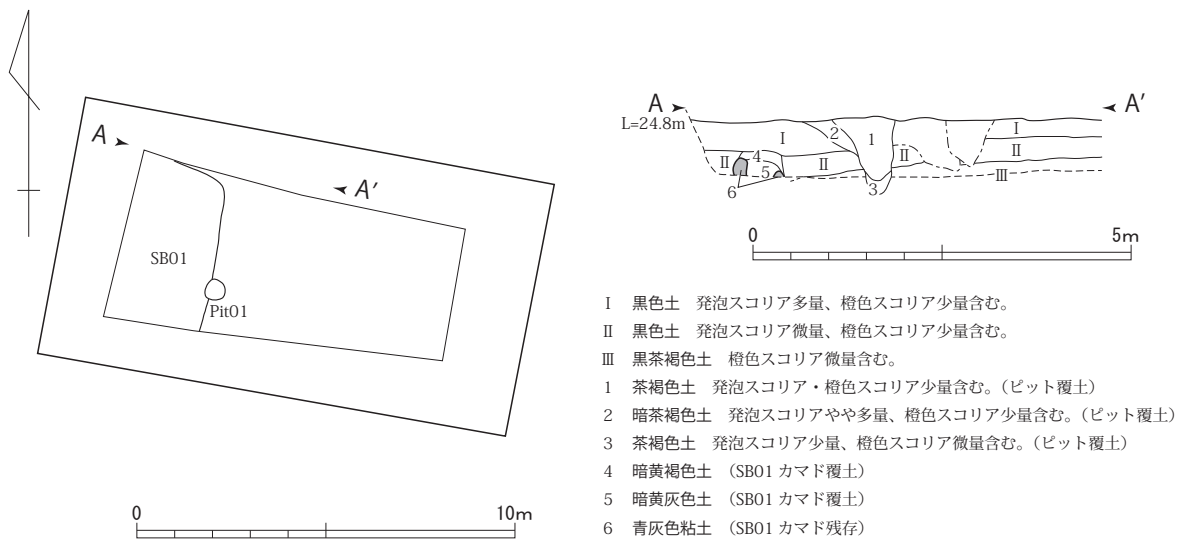 A
A'
SB01
Pit01
0 10m
A A'
L=24.8m
Ⅰ 2 1 Ⅰ
Ⅱ 4 5 Ⅱ Ⅱ Ⅱ
6 3 Ⅲ
0 5m
Ⅰ 黒色土 発泡スコリア多量、橙色スコリア少量含む。
Ⅱ 黒色土 発泡スコリア微量、橙色スコリア少量含む。
Ⅲ 黒茶褐色土 橙色スコリア微量含む。
1 茶褐色土 発泡スコリア・橙色スコリア少量含む。（ピット覆土）
2 暗茶褐色土 発泡スコリアやや多量、橙色スコリア少量含む。（ピット覆土）
3 茶褐色土 発泡スコリア少量、橙色スコリア微量含む。（ピット覆土）
4 暗黄褐色土 （SB01 カマド覆土）
5 暗黄灰色土 （SB01 カマド覆土）
6 青灰色粘土 （SB01 カマド残存）